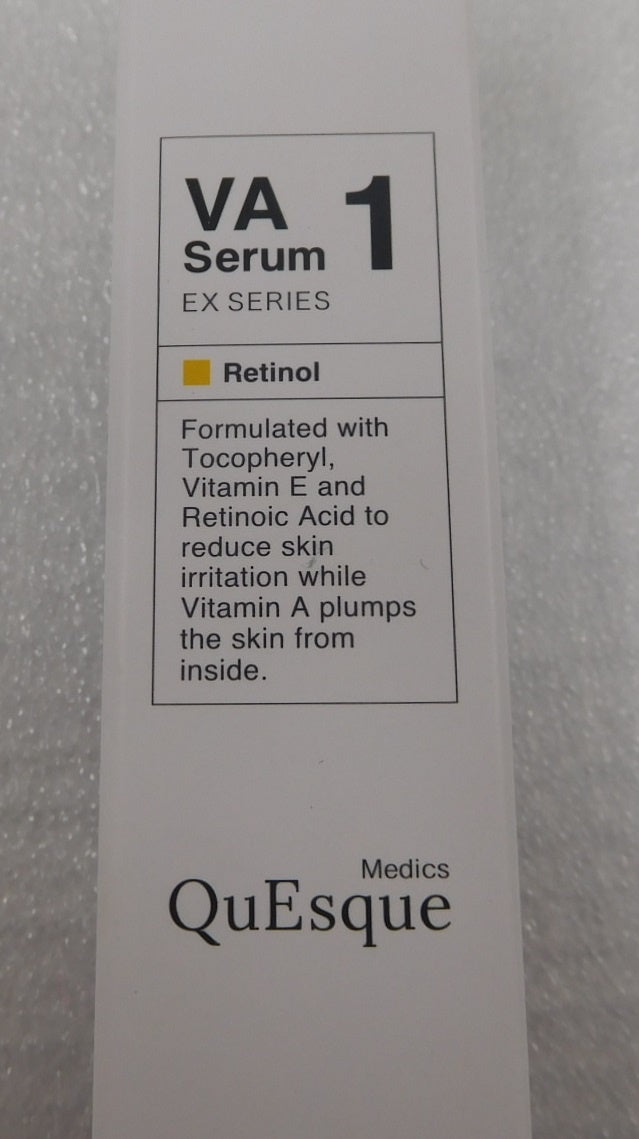 VA 1
Serum
EX SERIES
Retinol
Formulated with
Tocopheryl,
Vitamin E and
Retinoic Acid to
reduce skin
irritation while
Vitamin A plumps
the skin from
inside.
Medics
QuEsque